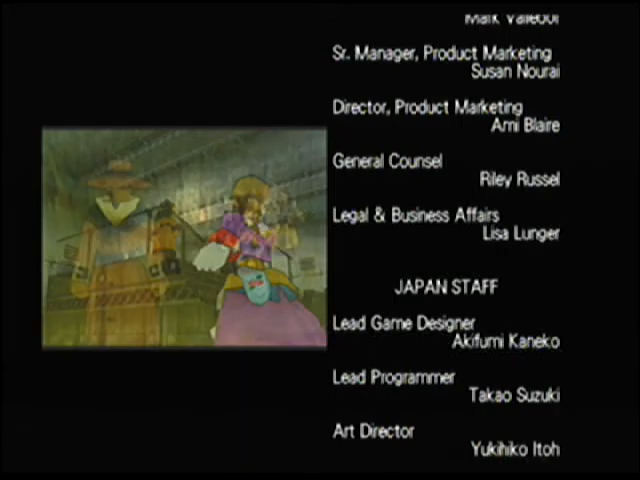 Sr. Manager, Product Marketing
Susan Nourai
Director, Product Marketing
Ami Blaire
General Counsel
Riley Russel
Legal & Business Affairs
Lisa Lunger
JAPAN STAFF
Lead Game Designer
Akifumi Kaneko
Lead Programmer
Takao Suzuki
Art Director
Yukihiko Itoh